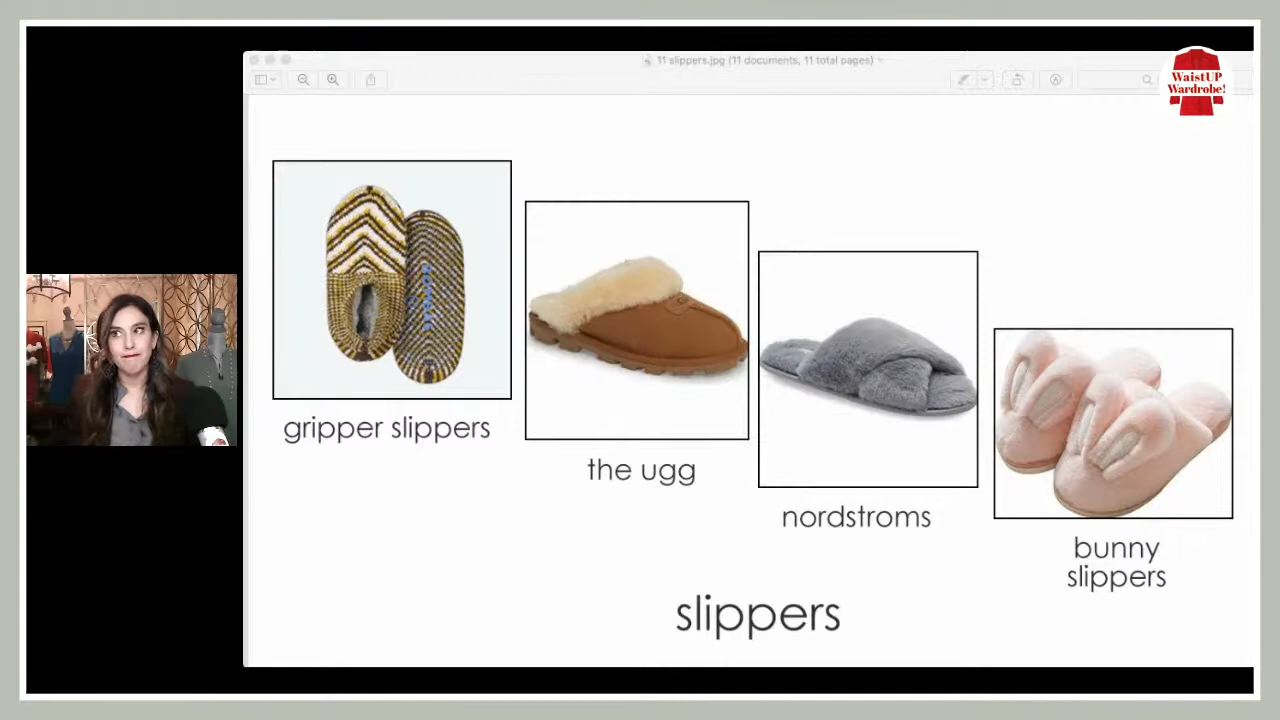 11 slippers.jpg (11 documents, 11 total pages)
WaistUP
Wardrobe!
gripper slippers
the ugg
nordstroms
bunny
slippers
slippers